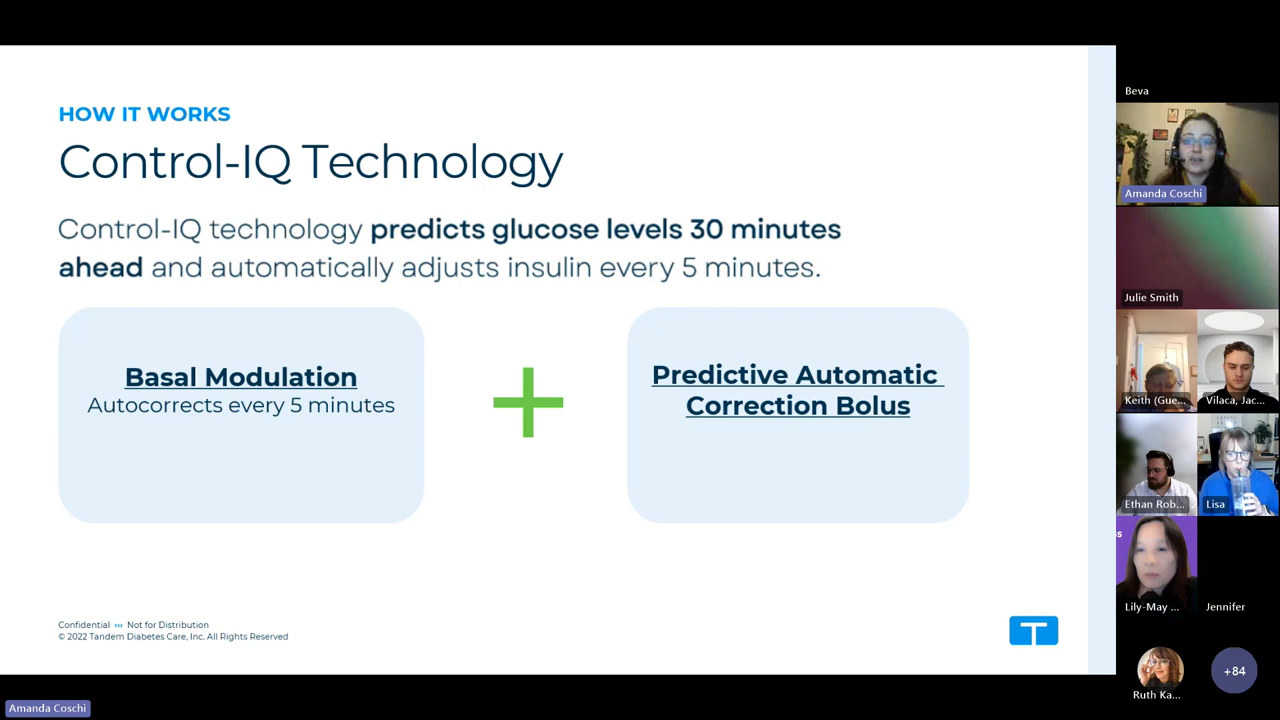 HOW IT WORKS
Control-IQ Technology
Control-IQ technology predicts glucose levels 30 minutes
ahead and automatically adjusts insulin every 5 minutes.
Basal Modulation
Autocorrects every 5 minutes
+
Predictive Automatic
Correction Bolus
Confidential ››› Not for Distribution
© 2022 Tandem Diabetes Care, Inc. All Rights Reserved
T
Amanda Coschi
Beva
Amanda Coschi
Julie Smith
Keith (Gue...
Vilaca, Jac...
Ethan Rob...
Lisa
Lily-May ...
Jennifer
Ruth Ka...
+84